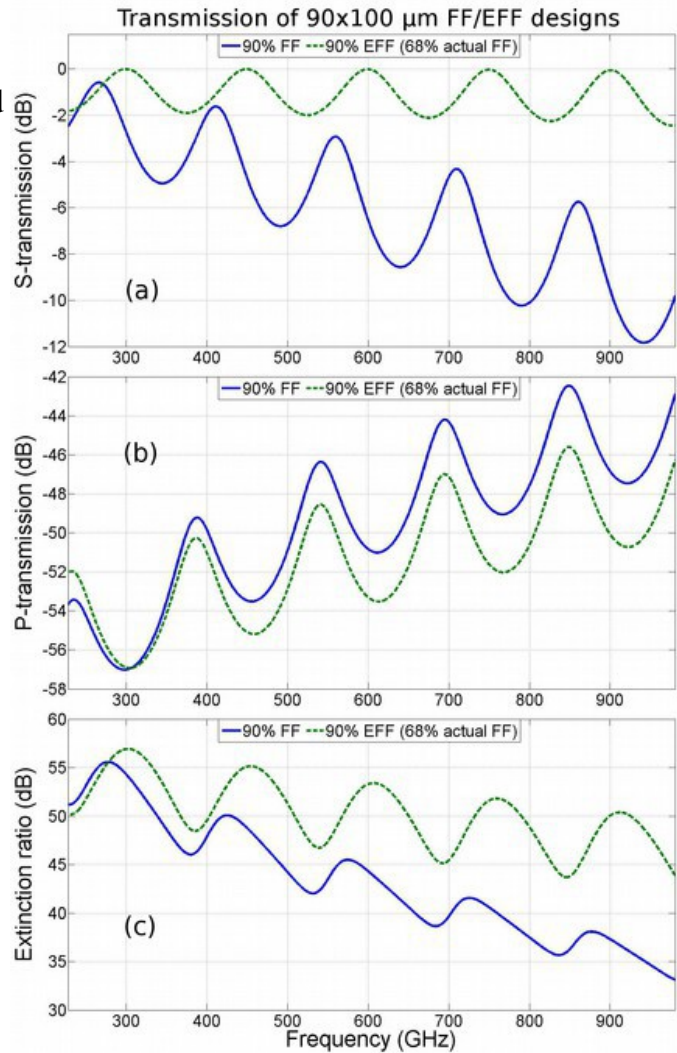 Transmission of 90x100 µm FF/EFF designs
90% FF 90% EFF (68% actual FF)
0
-2
-4
-6
-8
-10
-12
S-transmission (dB)
(a)
300 400 500 600 700 800 900
90% FF 90% EFF (68% actual FF)
-42
-44
-46
-48
-50
-52
-54
-56
-58
P-transmission (dB)
(b)
300 400 500 600 700 800 900
90% FF 90% EFF (68% actual FF)
60
55
50
45
40
35
30
Extinction ratio (dB)
(c)
300 400 500 600 700 800 900
Frequency (GHz)